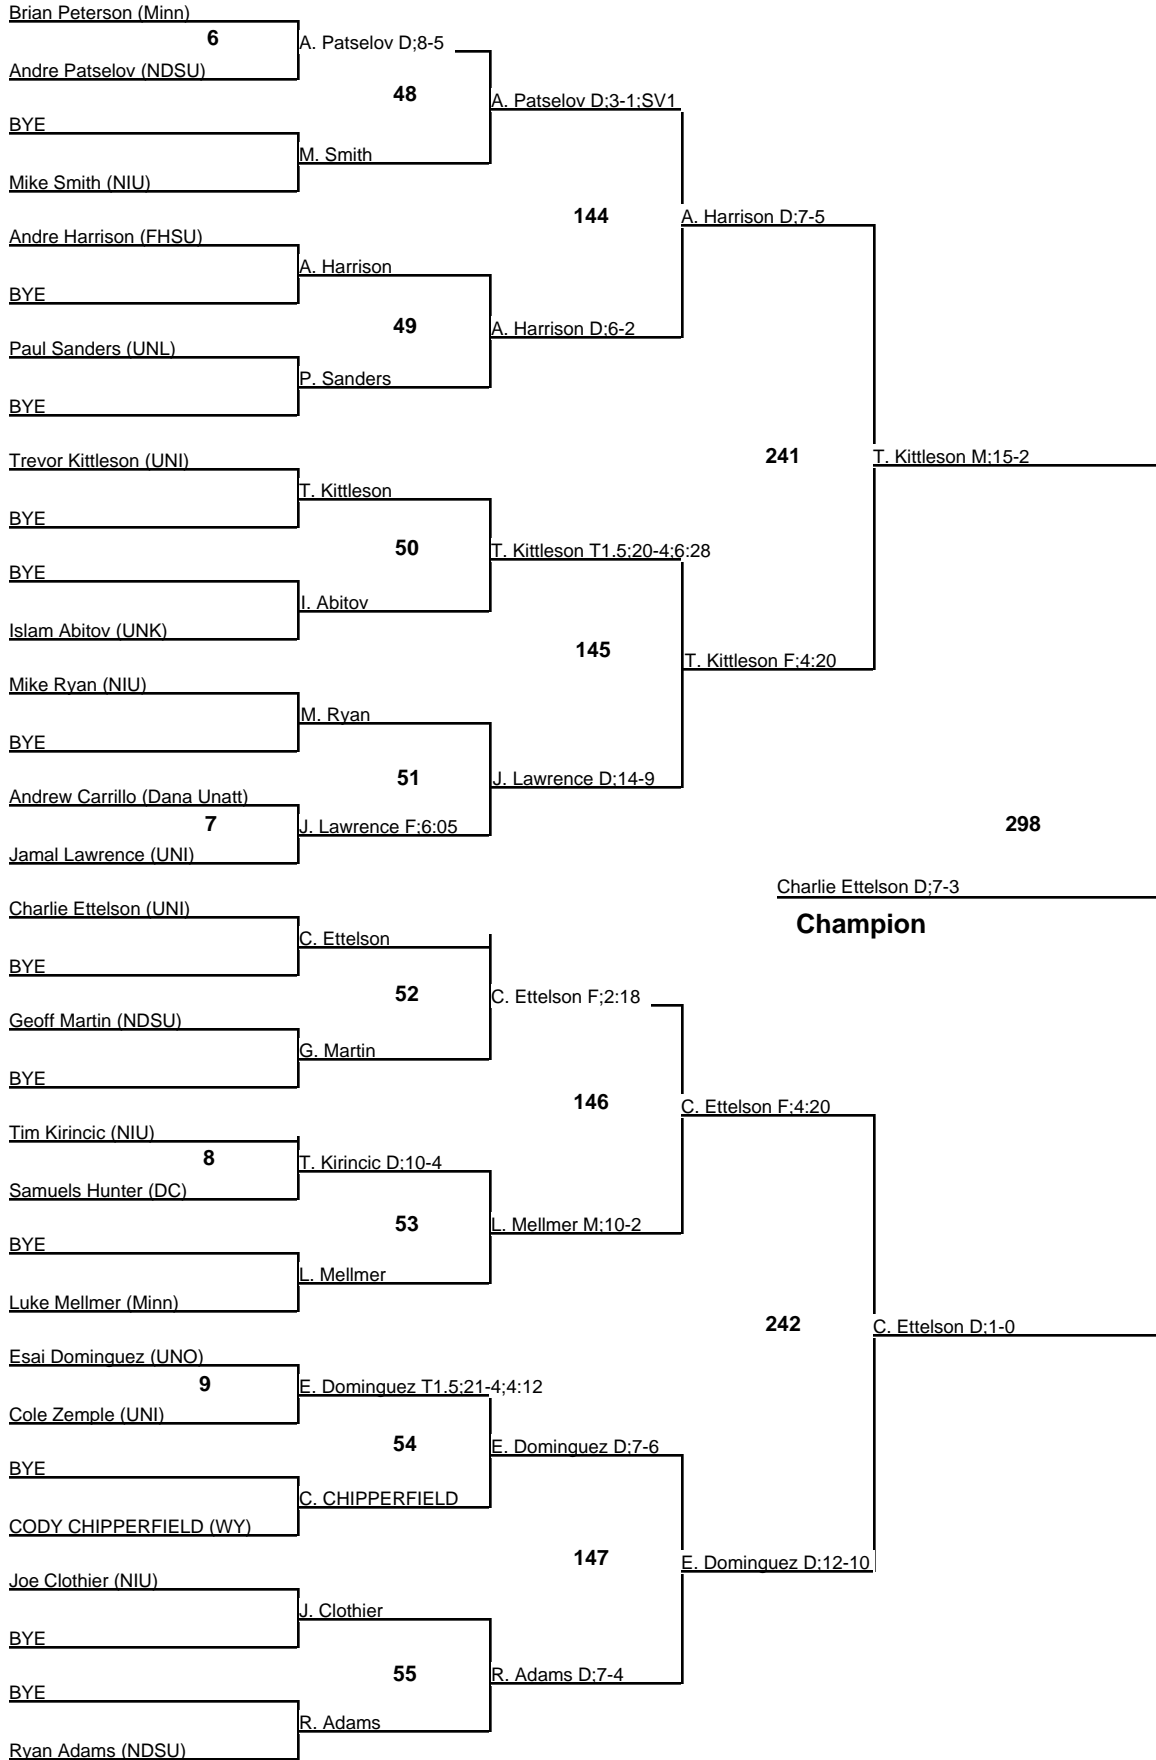 Brian Peterson (Minn)
6
A. Patselov D;8-5
Andre Patselov (NDSU)
48
A. Patselov D;3-1;SV1
BYE
M. Smith
Mike Smith (NIU)
144
A. Harrison D;7-5
Andre Harrison (FHSU)
A. Harrison
BYE
49
A. Harrison D;6-2
Paul Sanders (UNL)
P. Sanders
BYE
241
T. Kittleson M;15-2
Trevor Kittleson (UNI)
T. Kittleson
BYE
50
T. Kittleson T1.5;20-4;6:28
BYE
I. Abitov
Islam Abitov (UNK)
145
T. Kittleson F;4:20
Mike Ryan (NIU)
M. Ryan
BYE
51
J. Lawrence D;14-9
Andrew Carrillo (Dana Unatt)
7
J. Lawrence F;6:05
298
Jamal Lawrence (UNI)
Charlie Ettelson D;7-3
Champion
Charlie Ettelson (UNI)
C. Ettelson
BYE
52
C. Ettelson F;2:18
Geoff Martin (NDSU)
G. Martin
BYE
146
C. Ettelson F;4:20
Tim Kirincic (NIU)
8
T. Kirincic D;10-4
Samuels Hunter (DC)
53
L. Mellmer M;10-2
BYE
L. Mellmer
Luke Mellmer (Minn)
242
C. Ettelson D;1-0
Esai Dominguez (UNO)
9
E. Dominguez T1.5;21-4;4:12
Cole Zemple (UNI)
54
E. Dominguez D;7-6
BYE
C. CHIPPERFIELD
CODY CHIPPERFIELD (WY)
147
E. Dominguez D;12-10
Joe Clothier (NIU)
J. Clothier
BYE
55
R. Adams D;7-4
BYE
R. Adams
Ryan Adams (NDSU)